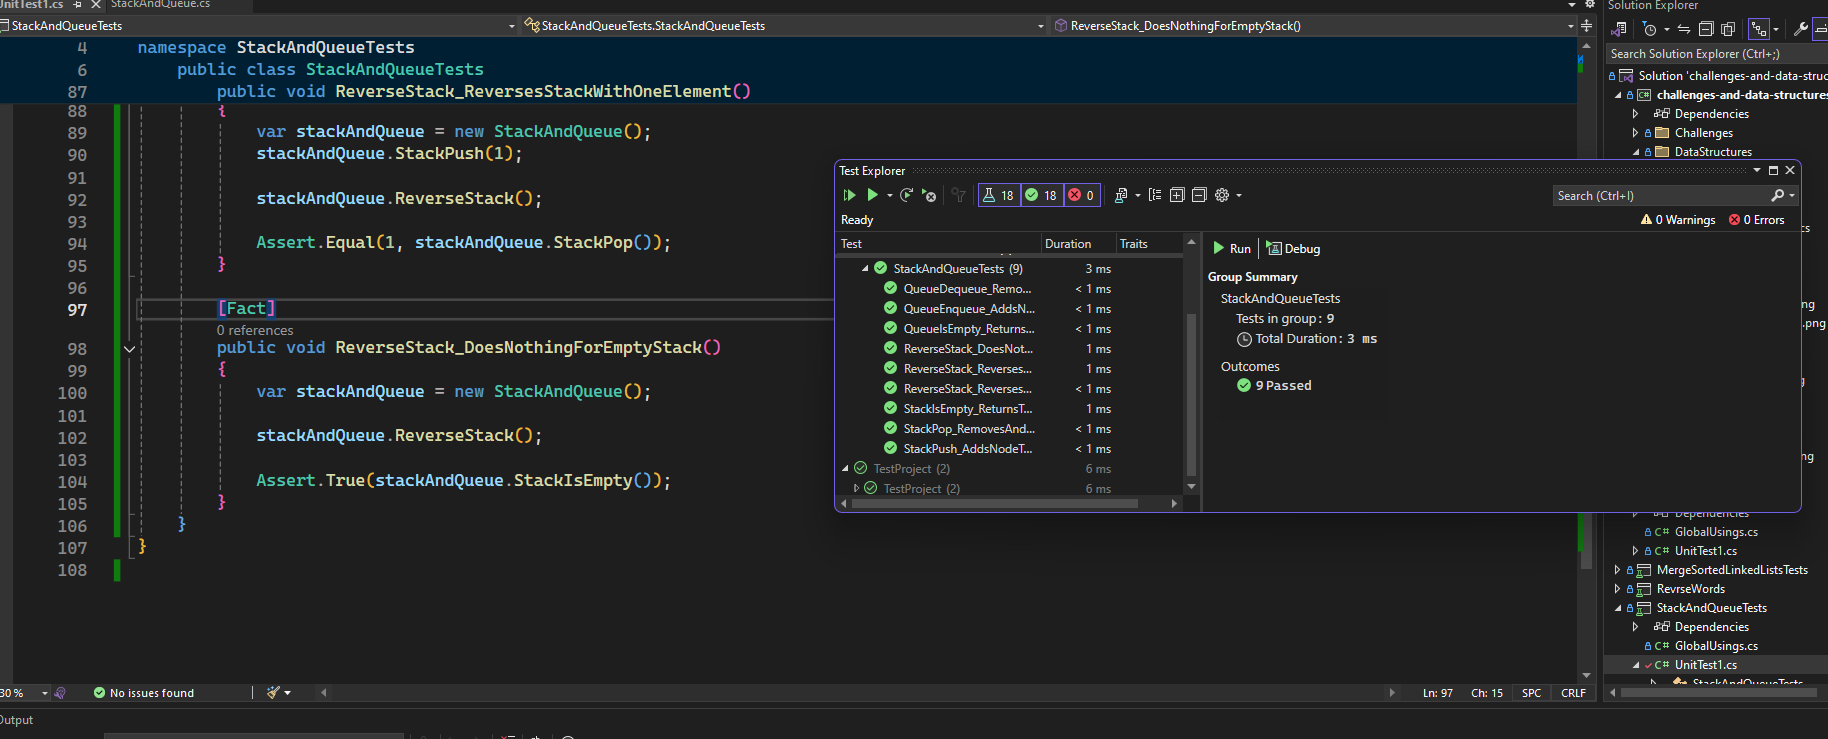 UnitTest1.cs
StackAndQueue.cs
StackAndQueueTests
StackAndQueueTests.StackAndQueueTests
ReverseStack_DoesNothingForEmptyStack()
4 namespace StackAndQueueTests
6 public class StackAndQueueTests
87 public void ReverseStack_ReversesStackWithOneElement()
88 {
89 var stackAndQueue = new StackAndQueue();
90 stackAndQueue.StackPush(1);
91
92 stackAndQueue.ReverseStack();
93
94 Assert.Equal(1, stackAndQueue.StackPop());
95 }
96
97 [Fact]
0 references
98 public void ReverseStack_DoesNothingForEmptyStack()
99 {
100 var stackAndQueue = new StackAndQueue();
101
102 stackAndQueue.ReverseStack();
103
104 Assert.True(stackAndQueue.StackIsEmpty());
105 }
106 }
107 }
108
30 %
No issues found
Ln: 97 Ch: 15 SPC CRLF
Output
Test Explorer
18 18 0
Search (Ctrl+I)
Ready
0 Warnings 0 Errors
Test Duration Traits
StackAndQueueTests (9) 3 ms
QueueDequeue_Remo... < 1 ms
QueueEnqueue_AddsN... < 1 ms
QueueIsEmpty_Returns... < 1 ms
ReverseStack_DoesNot... 1 ms
ReverseStack_Reverses... 1 ms
ReverseStack_Reverses... < 1 ms
StackIsEmpty_ReturnsT... 1 ms
StackPop_RemovesAnd... < 1 ms
StackPush_AddsNodeT... < 1 ms
TestProject (2) 6 ms
TestProject (2) 6 ms
Run Debug
Group Summary
StackAndQueueTests
Tests in group: 9
Total Duration: 3 ms
Outcomes
9 Passed
Solution Explorer
Search Solution Explorer (Ctrl+;)
Solution 'challenges-and-data-struc
C# challenges-and-data-structures
Dependencies
Challenges
DataStructures
cs
ng
.png
ng
Dependencies
C# GlobalUsings.cs
C# UnitTest1.cs
MergeSortedLinkedListsTests
RevrseWords
StackAndQueueTests
Dependencies
C# GlobalUsings.cs
C# UnitTest1.cs
StackAndQueueTests